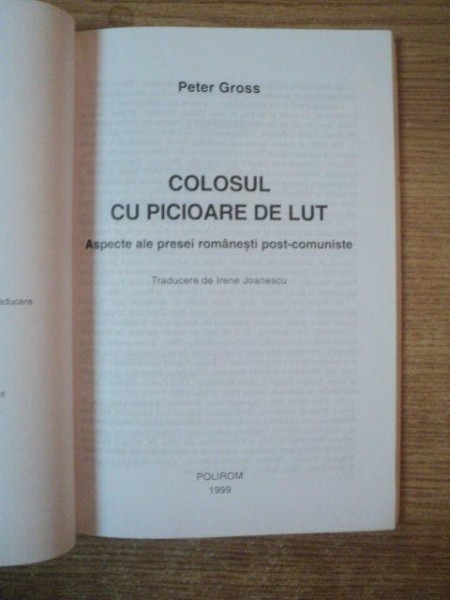 Peter Gross
COLOSUL
CU PICIOARE DE LUT
Aspecte ale presei românești post-comuniste
Traducere de Irene Joanescu
POLIROM
1999